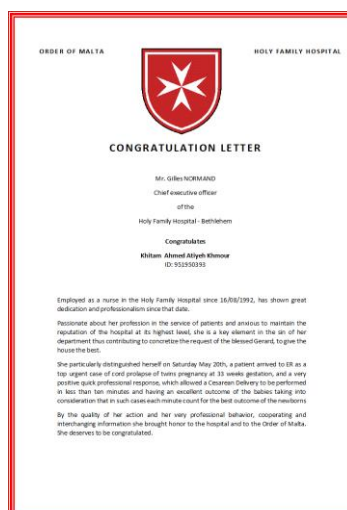 ORDER OF MALTA
HOLY FAMILY HOSPITAL
CONGRATULATION LETTER
Mr. Gilles NORMAND
Chief executive officer
of the
Holy Family Hospital - Bethlehem
Congratulates
Khitam Ahmed Atiyeh Khmour
ID: 951950393
Employed as a nurse in the Holy Family Hospital since 16/08/1992, has shown great
dedication and professionalism since that date.
Passionate about her profession in the service of patients and anxious to maintain the
reputation of the hospital at its highest level, she is a key element in the sin of her
department thus contributing to concretize the request of the blessed Gerard, to give the
house the best.
She particularly distinguished herself on Saturday May 20th, a patient arrived to ER as a
top urgent case of cord prolapse of twins pregnancy at 33 weeks gestation, and a very
positive quick professional response, which allowed a Cesarean Delivery to be performed
in less than ten minutes and having an excellent outcome of the babies taking into
consideration that in such cases each minute count for the best outcome of the newborns
By the quality of her action and her very professional behavior, cooperating and
interchanging information she brought honor to the hospital and to the Order of Malta.
She deserves to be congratulated.